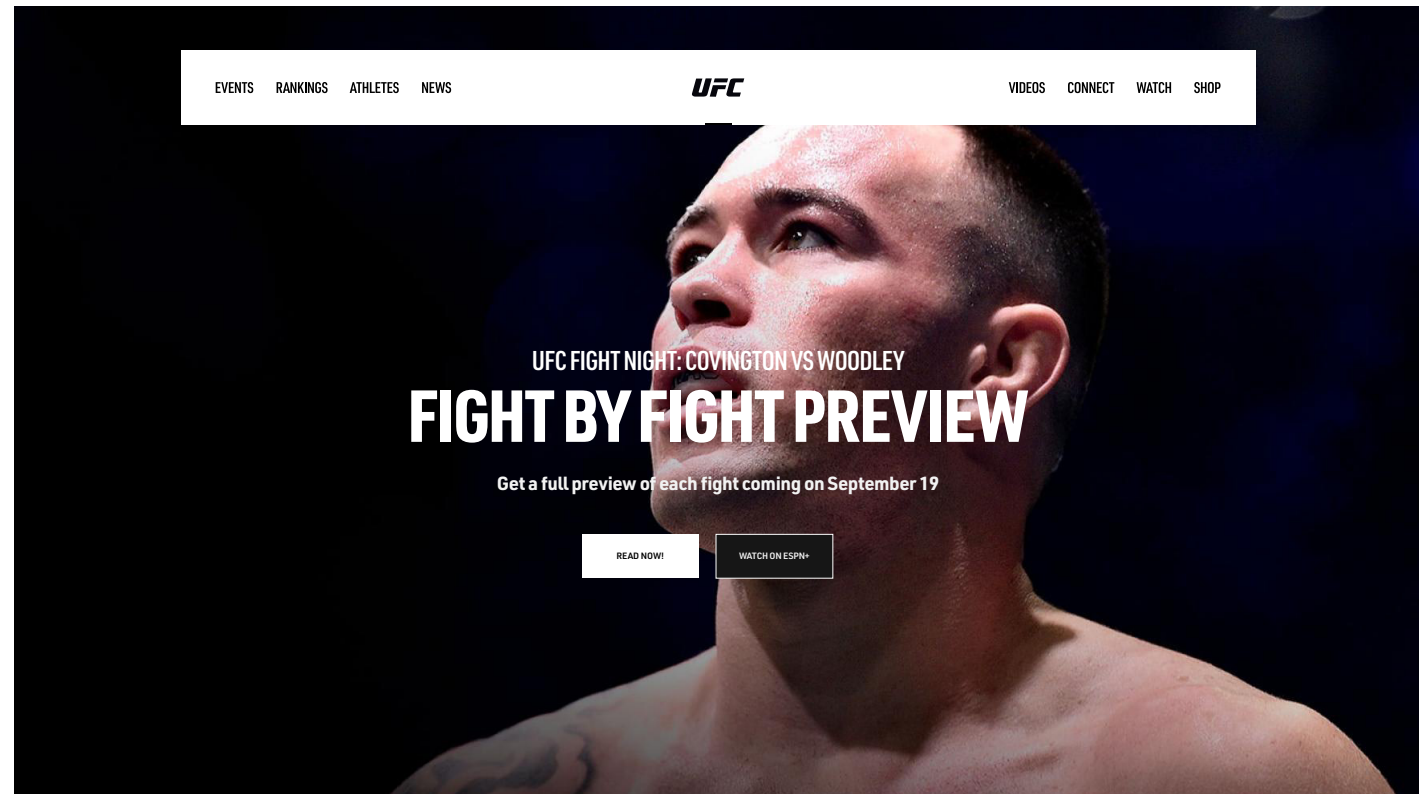 EVENTS RANKINGS ATHLETES NEWS UFC VIDEOS CONNECT WATCH SHOP
UFC FIGHT NIGHT: COVINGTON VS WOODLEY
FIGHT BY FIGHT PREVIEW
Get a full preview of each fight coming on September 19
READ NOW! WATCH ON ESPN+